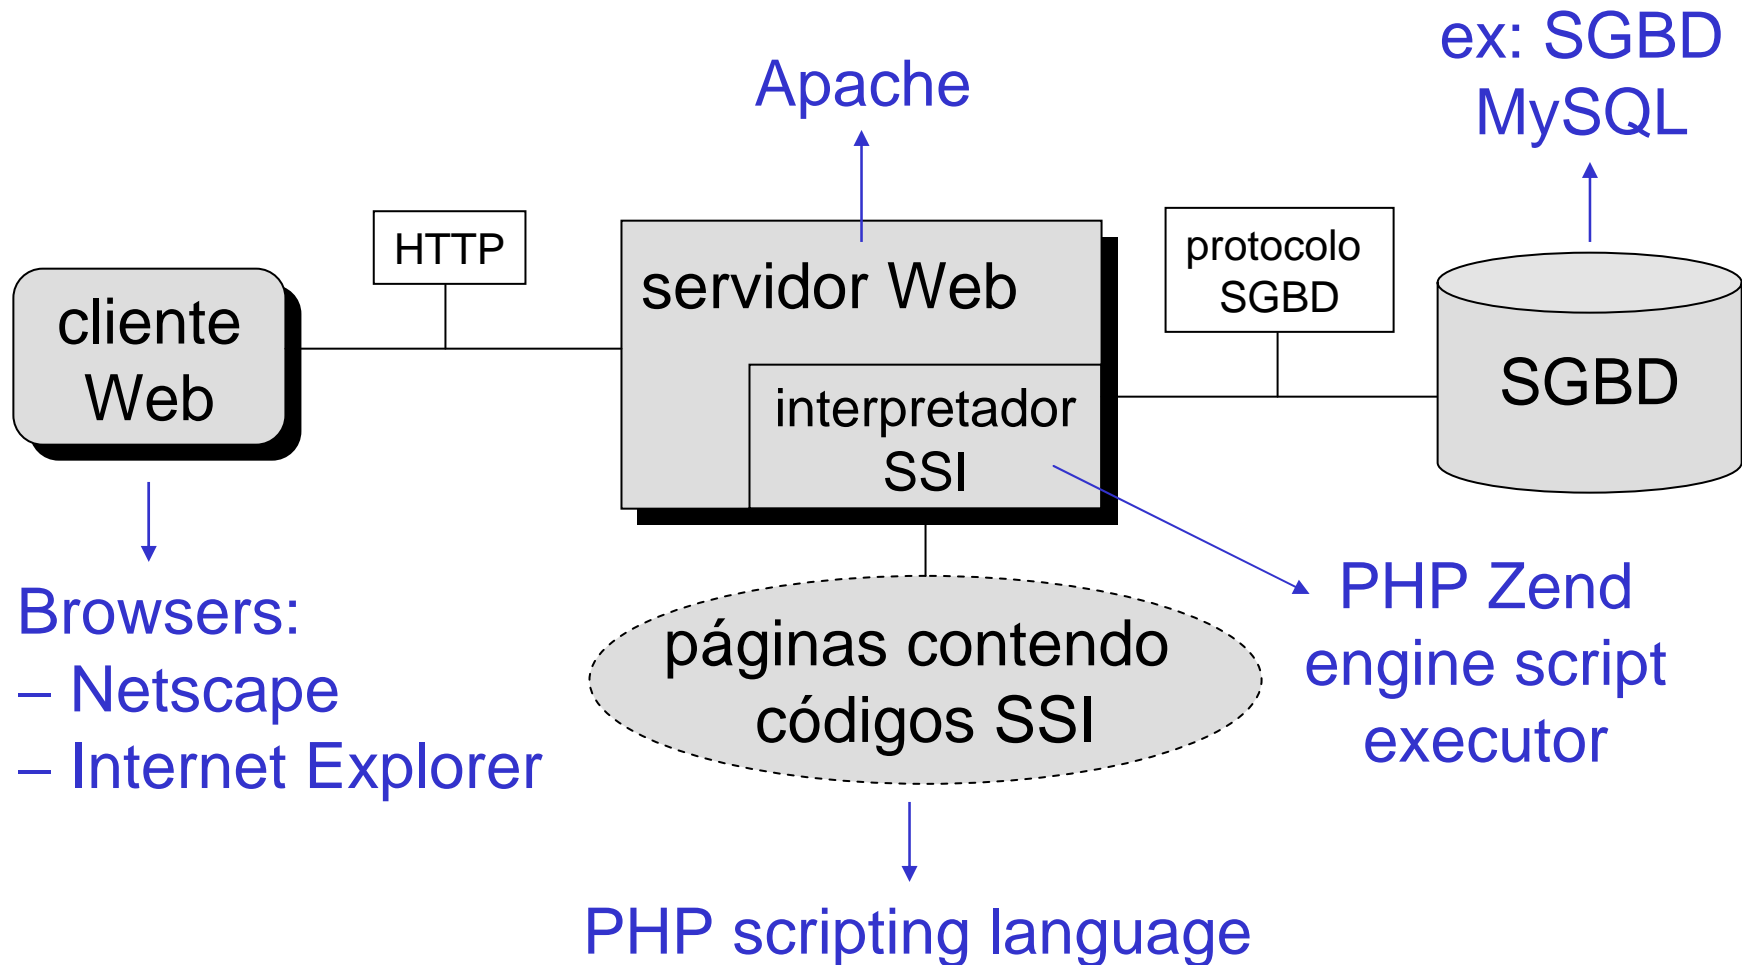 ex: SGBD
MySQL
Apache
HTTP
protocolo
SGBD
servidor Web
cliente
Web
SGBD
interpretador
SSI
Browsers:
– Netscape
– Internet Explorer
PHP Zend
engine script
executor
páginas contendo
códigos SSI
PHP scripting language